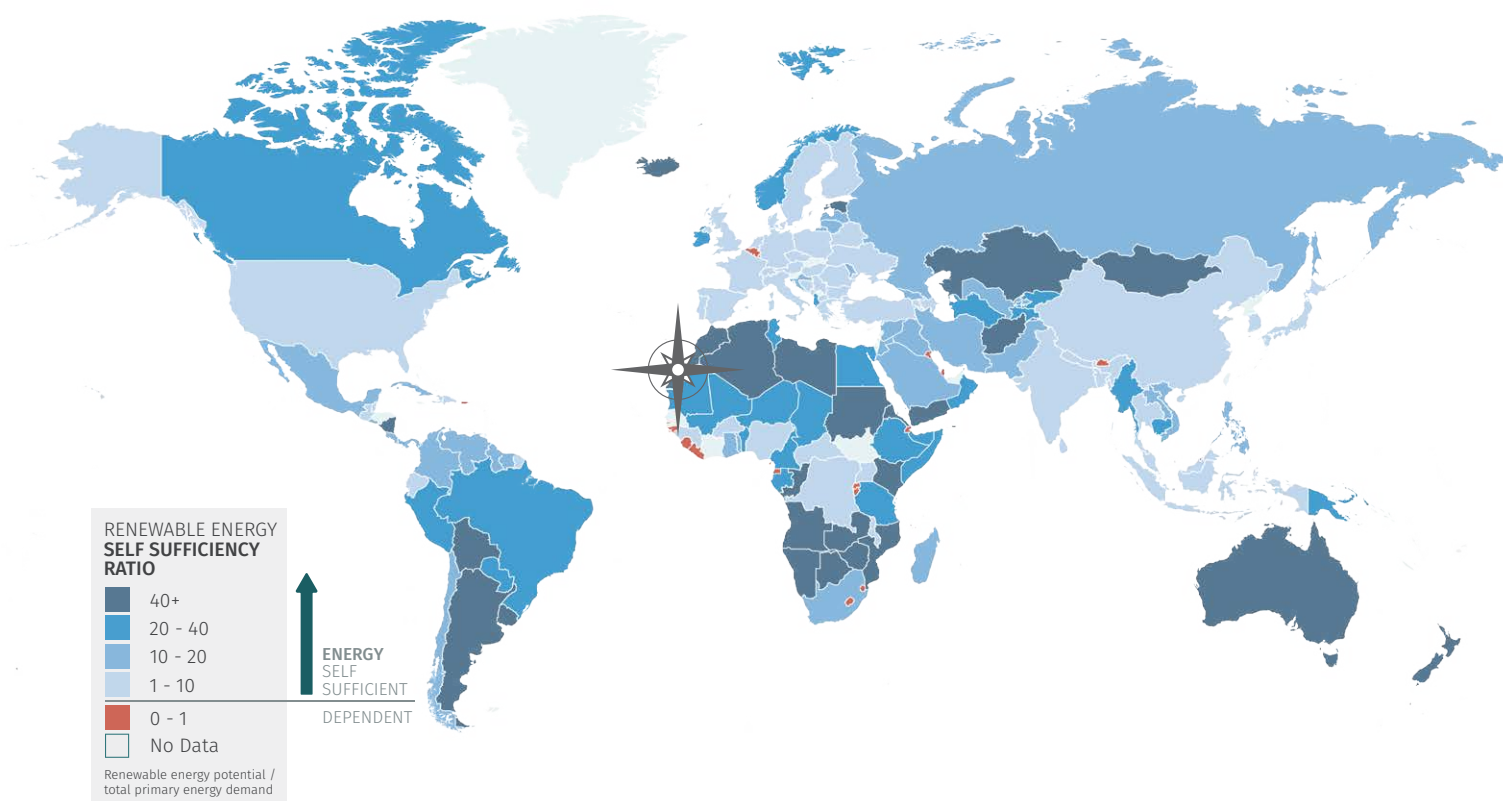 RENEWABLE ENERGY
SELF SUFFICIENCY
RATIO
40+
20 - 40
10 - 20
1 - 10
0 - 1
No Data
Renewable energy potential /
total primary energy demand
ENERGY
SELF
SUFFICIENT
DEPENDENT